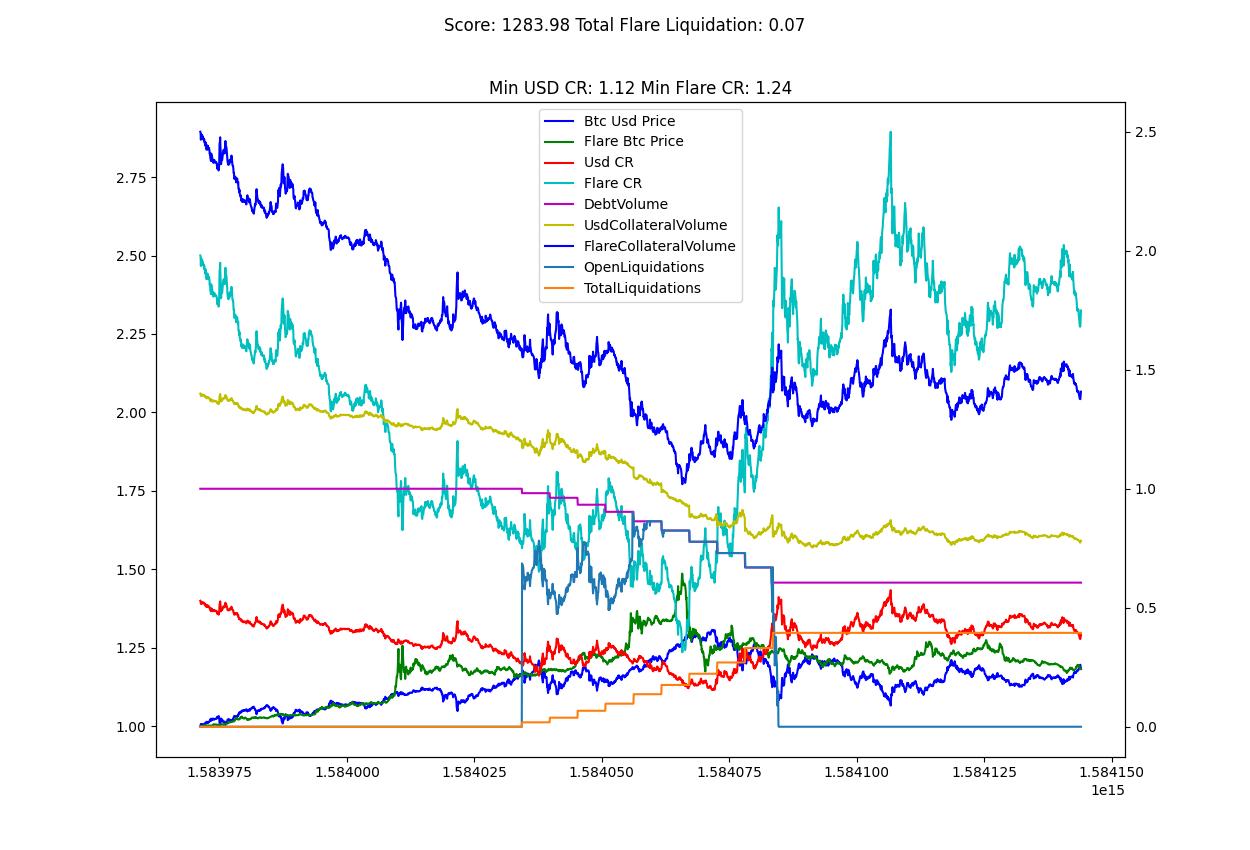 Score: 1283.98 Total Flare Liquidation: 0.07
Min USD CR: 1.12 Min Flare CR: 1.24
Btc Usd Price
Flare Btc Price
Usd CR
Flare CR
DebtVolume
UsdCollateralVolume
FlareCollateralVolume
OpenLiquidations
TotalLiquidations
2.75
2.50
2.25
2.00
1.75
1.50
1.25
1.00
2.5
2.0
1.5
1.0
0.5
0.0
1.583975 1.584000 1.584025 1.584050 1.584075 1.584100 1.584125 1.584150
1e15